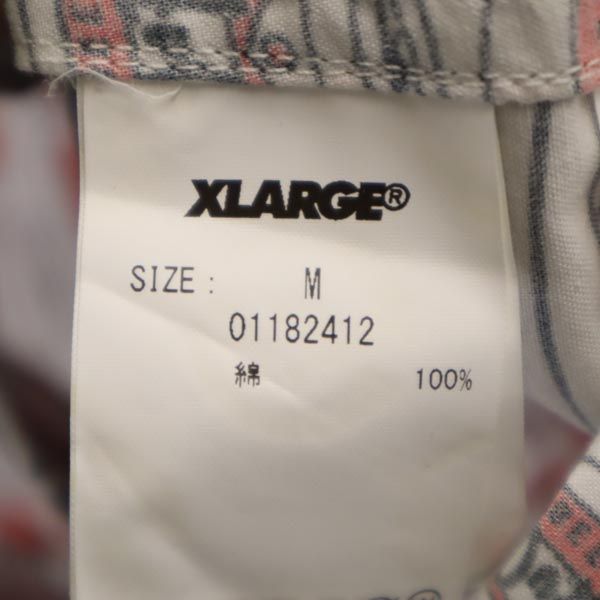 XLARGE®
SIZE : M
01182412
綿 100%